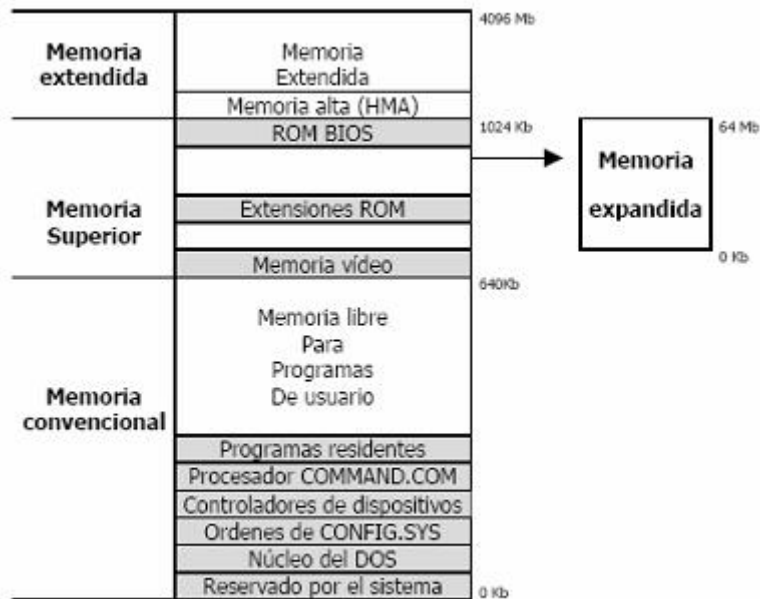 4096 Mb
Memoria
extendida
Memoria
Extendida
Memoria alta (HMA)
ROM BIOS
1024 Kb
64 Mb
Memoria
expandida
0 Kb
Extensiones ROM
Memoria
Superior
Memoria vídeo
640Kb
Memoria libre
Para
Programas
De usuario
Memoria
convencional
Programas residentes
Procesador COMMAND.COM
Controladores de dispositivos
Ordenes de CONFIG.SYS
Núcleo del DOS
Reservado por el sistema
0 Kb